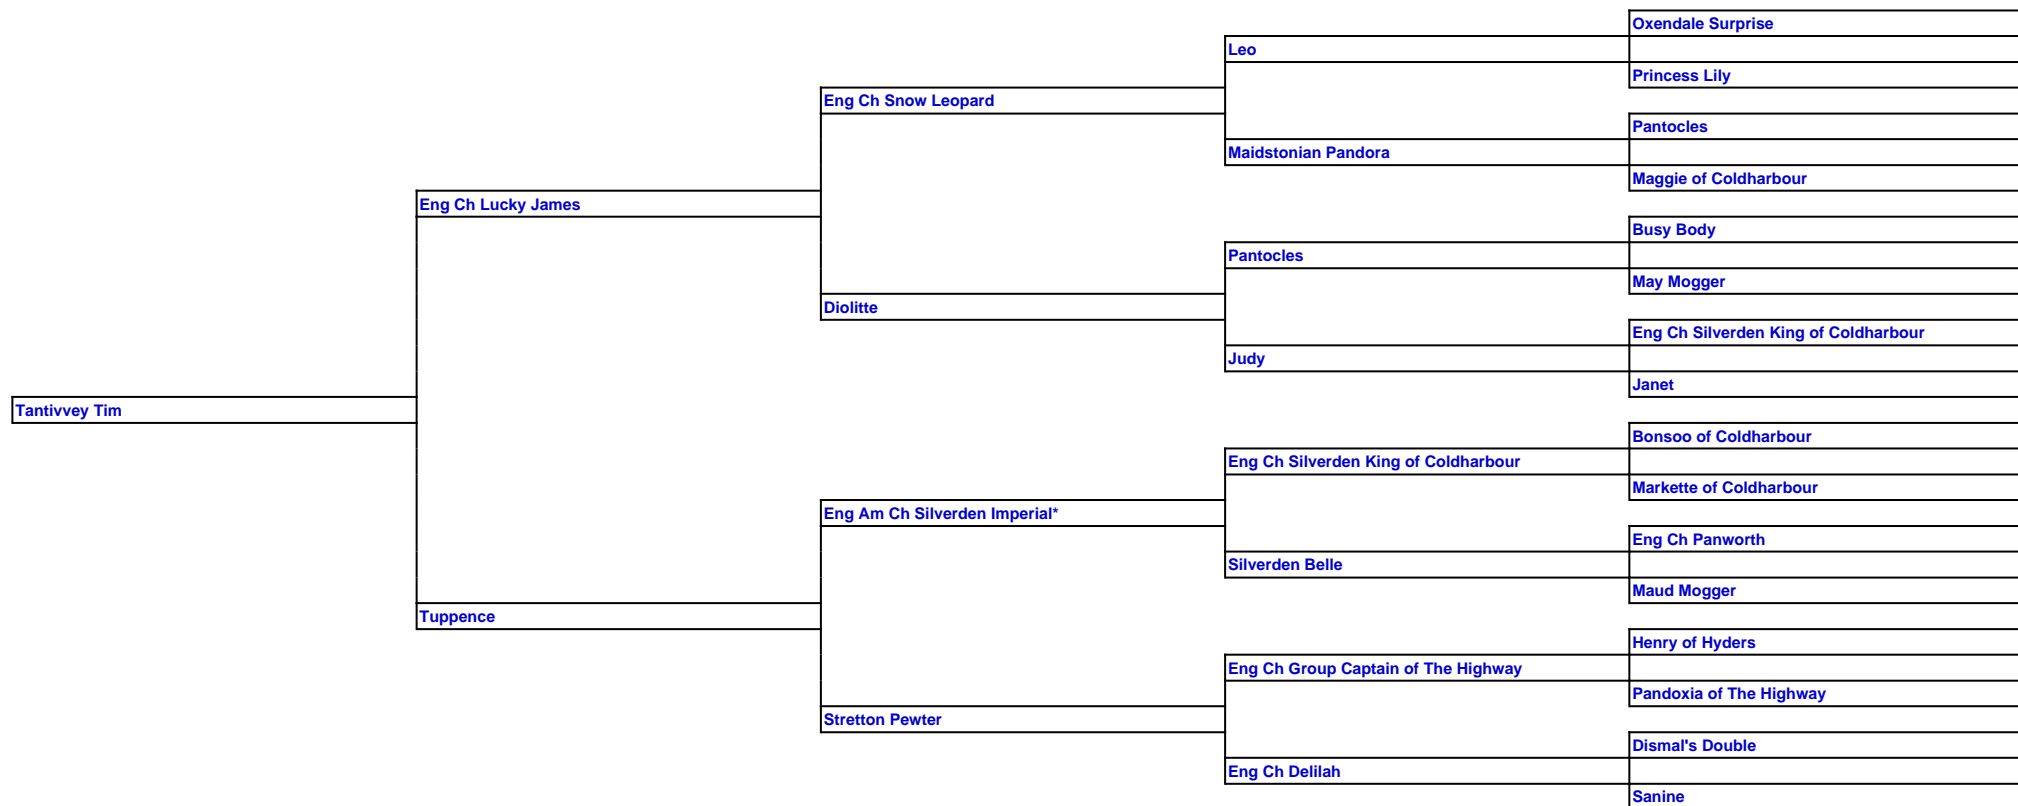 Oxendale Surprise
Leo
Princess Lily
Eng Ch Snow Leopard
Pantocles
Maidstonian Pandora
Maggie of Coldharbour
Eng Ch Lucky James
Busy Body
Pantocles
May Mogger
Diolitte
Eng Ch Silverden King of Coldharbour
Judy
Janet
Tantivvey Tim
Bonsoo of Coldharbour
Eng Ch Silverden King of Coldharbour
Markette of Coldharbour
Eng Am Ch Silverden Imperial*
Eng Ch Panworth
Silverden Belle
Maud Mogger
Tuppence
Henry of Hyders
Eng Ch Group Captain of The Highway
Pandoxia of The Highway
Stretton Pewter
Dismal's Double
Eng Ch Delilah
Sanine